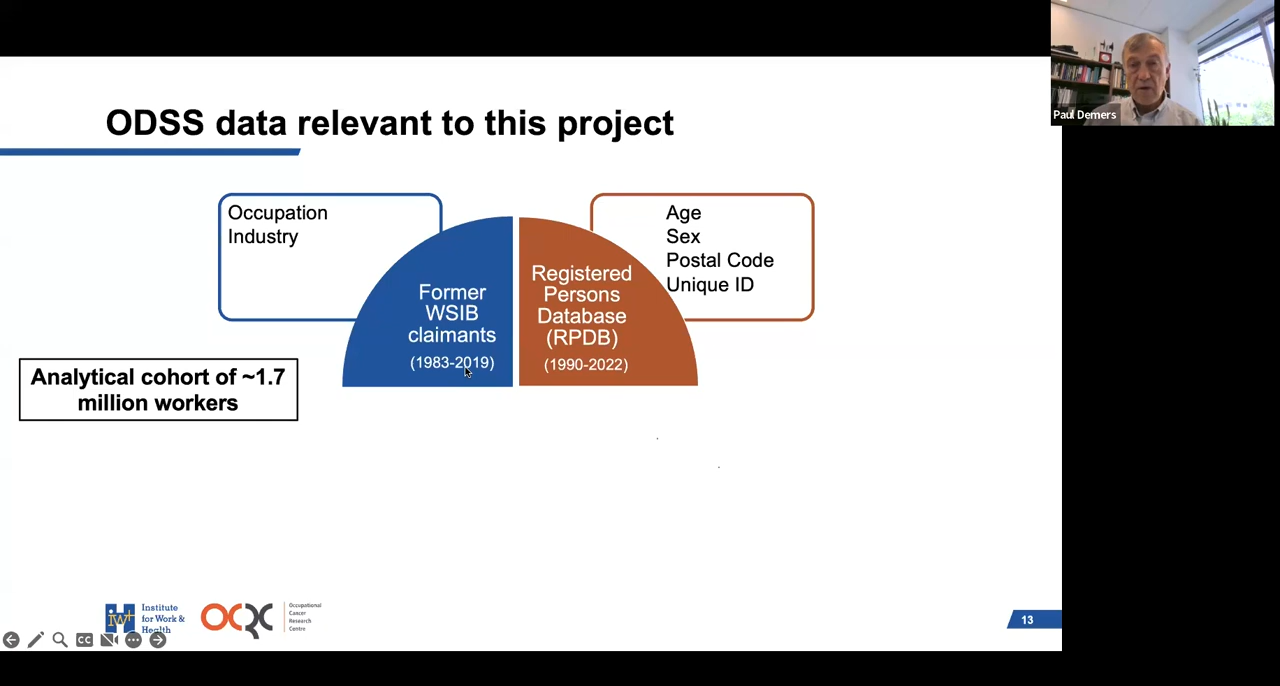 Paul Demers
ODSS data relevant to this project
Occupation
Industry
Age
Sex
Postal Code
Unique ID
Former
WSIB
claimants
(1983-2019)
Registered
Persons
Database
(RPDB)
(1990-2022)
Analytical cohort of ~1.7
million workers
iw+
Institute
for Work &
Health
OCRC
Occupational
Cancer
Research
Centre
CC
13